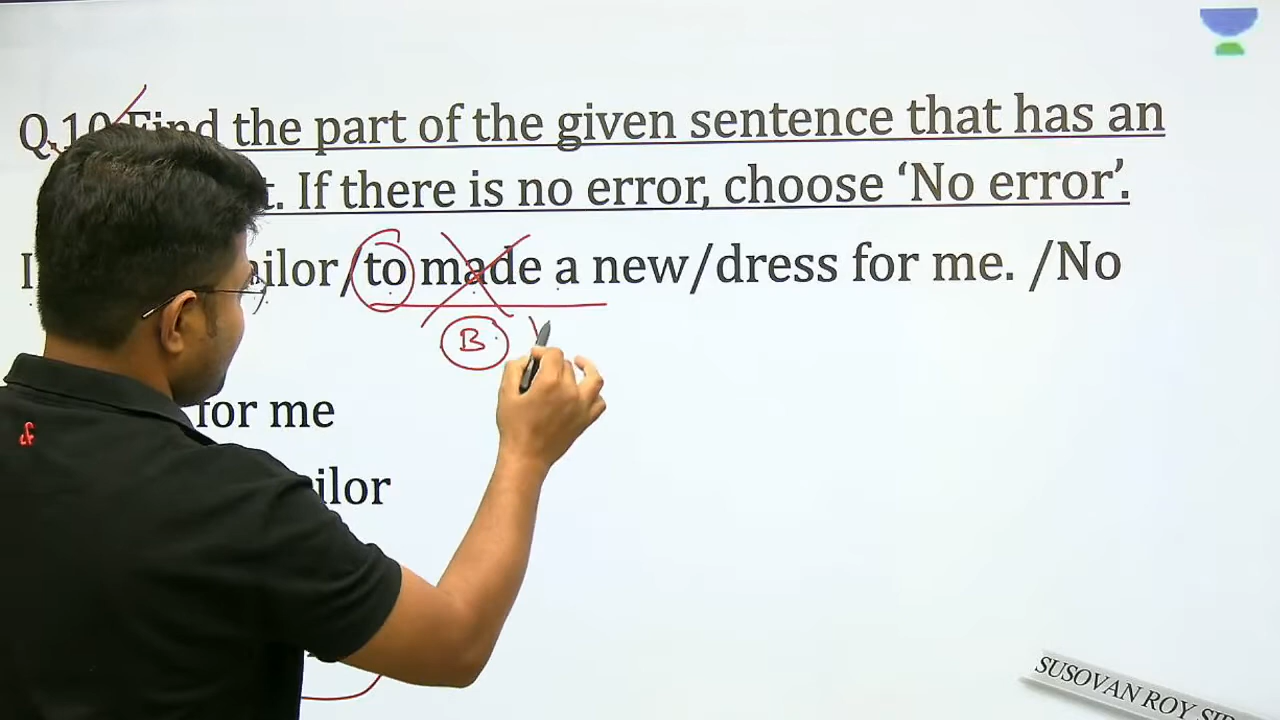 Q.10 Find the part of the given sentence that has an
t. If there is no error, choose ‘No error’.
I ilor/to made a new/dress for me. /No
B
for me
ilor
SUSOVAN ROY SIR